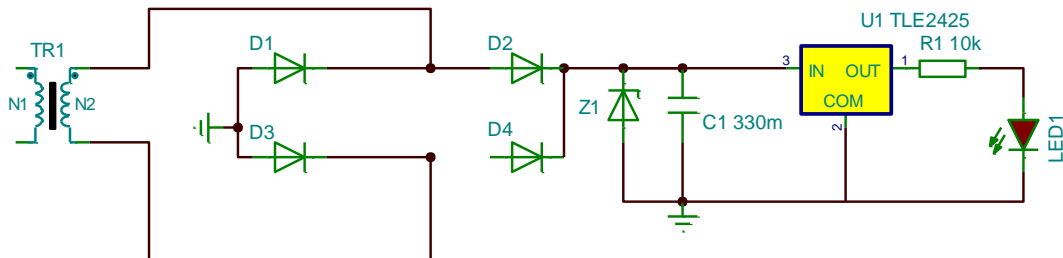 U1 TLE2425
TR1
D1
D2
R1 10k
3
IN
OUT
1
N1
N2
COM
Z1
C1 330m
2
D3
D4
LED1